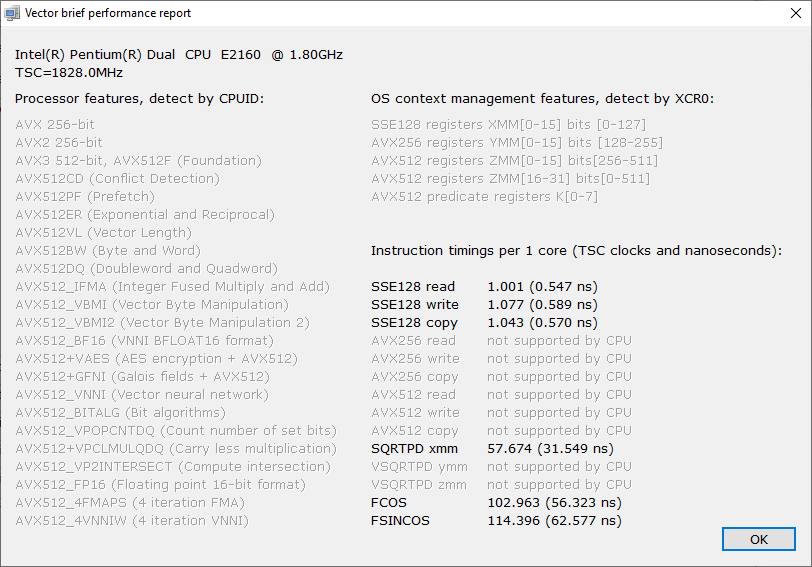 Vector brief performance report
Intel(R) Pentium(R) Dual CPU E2160 @ 1.80GHz
TSC=1828.0MHz
Processor features, detect by CPUID:
AVX 256-bit
AVX2 256-bit
AVX3 512-bit, AVX512F (Foundation)
AVX512CD (Conflict Detection)
AVX512PF (Prefetch)
AVX512ER (Exponential and Reciprocal)
AVX512VL (Vector Length)
AVX512BW (Byte and Word)
AVX512DQ (Doubleword and Quadword)
AVX512_IFMA (Integer Fused Multiply and Add)
AVX512_VBMI (Vector Byte Manipulation)
AVX512_VBMI2 (Vector Byte Manipulation 2)
AVX512_BF16 (VNNI BFLOAT16 format)
AVX512+VAES (AES encryption + AVX512)
AVX512+GFNI (Galois fields + AVX512)
AVX512_VNNI (Vector neural network)
AVX512_BITALG (Bit algorithms)
AVX512_VPOPCNTDQ (Count number of set bits)
AVX512+VPCLMULQDQ (Carry less multiplication)
AVX512_VP2INTERSECT (Compute intersection)
AVX512_FP16 (Floating point 16-bit format)
AVX512_4FMAPS (4 iteration FMA)
AVX512_4VNNIW (4 iteration VNNI)
OS context management features, detect by XCR0:
SSE128 registers XMM[0-15] bits [0-127]
AVX256 registers YMM[0-15] bits [128-255]
AVX512 registers ZMM[0-15] bits[256-511]
AVX512 registers ZMM[16-31] bits[0-511]
AVX512 predicate registers K[0-7]
Instruction timings per 1 core (TSC clocks and nanoseconds):
SSE128 read 1.001 (0.547 ns)
SSE128 write 1.077 (0.589 ns)
SSE128 copy 1.043 (0.570 ns)
AVX256 read not supported by CPU
AVX256 write not supported by CPU
AVX256 copy not supported by CPU
AVX512 read not supported by CPU
AVX512 write not supported by CPU
AVX512 copy not supported by CPU
SQRTPD xmm 57.674 (31.549 ns)
VSQRTPD ymm not supported by CPU
VSQRTPD zmm not supported by CPU
FCOS 102.963 (56.323 ns)
FSINCOS 114.396 (62.577 ns)
OK